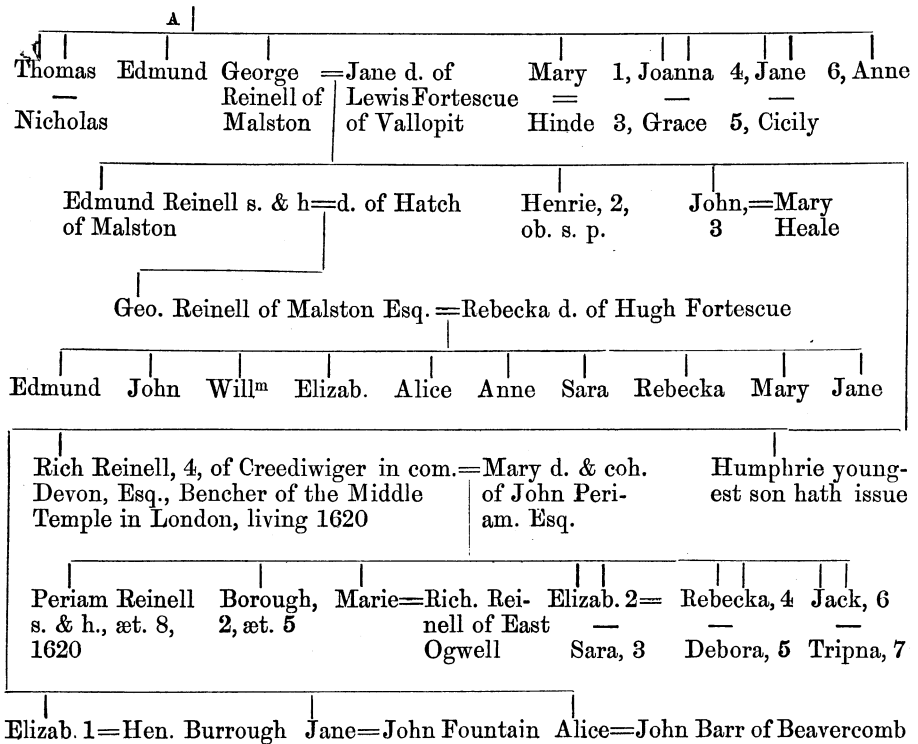 A
Thomas Edmund George =Jane d. of Mary 1, Joanna 4, Jane 6, Anne
— Reinell of Lewis Fortescue = — —
Nicholas Malston of Vallopit Hinde 3, Grace 5, Cicily
Edmund Reinell s. & h=d. of Hatch Henrie, 2, John,=Mary
of Malston ob. s. p. 3 Heale
Geo. Reinell of Malston Esq.=Rebecka d. of Hugh Fortescue
Edmund John Willᵐ Elizab. Alice Anne Sara Rebecka Mary Jane
Rich Reinell, 4, of Creediwiger in com.=Mary d. & coh. Humphrie young-
Devon, Esq., Bencher of the Middle of John Peri- est son hath issue
Temple in London, living 1620 am. Esq.
Periam Reinell Borough, Marie=Rich. Rei- Elizab. 2= Rebecka, 4 Jack, 6
s. & h., æt. 8, 2, æt. 5 nell of East — — —
1620 Ogwell Sara, 3 Debora, 5 Tripna, 7
Elizab. 1=Hen. Burrough Jane=John Fountain Alice=John Barr of Beavercomb